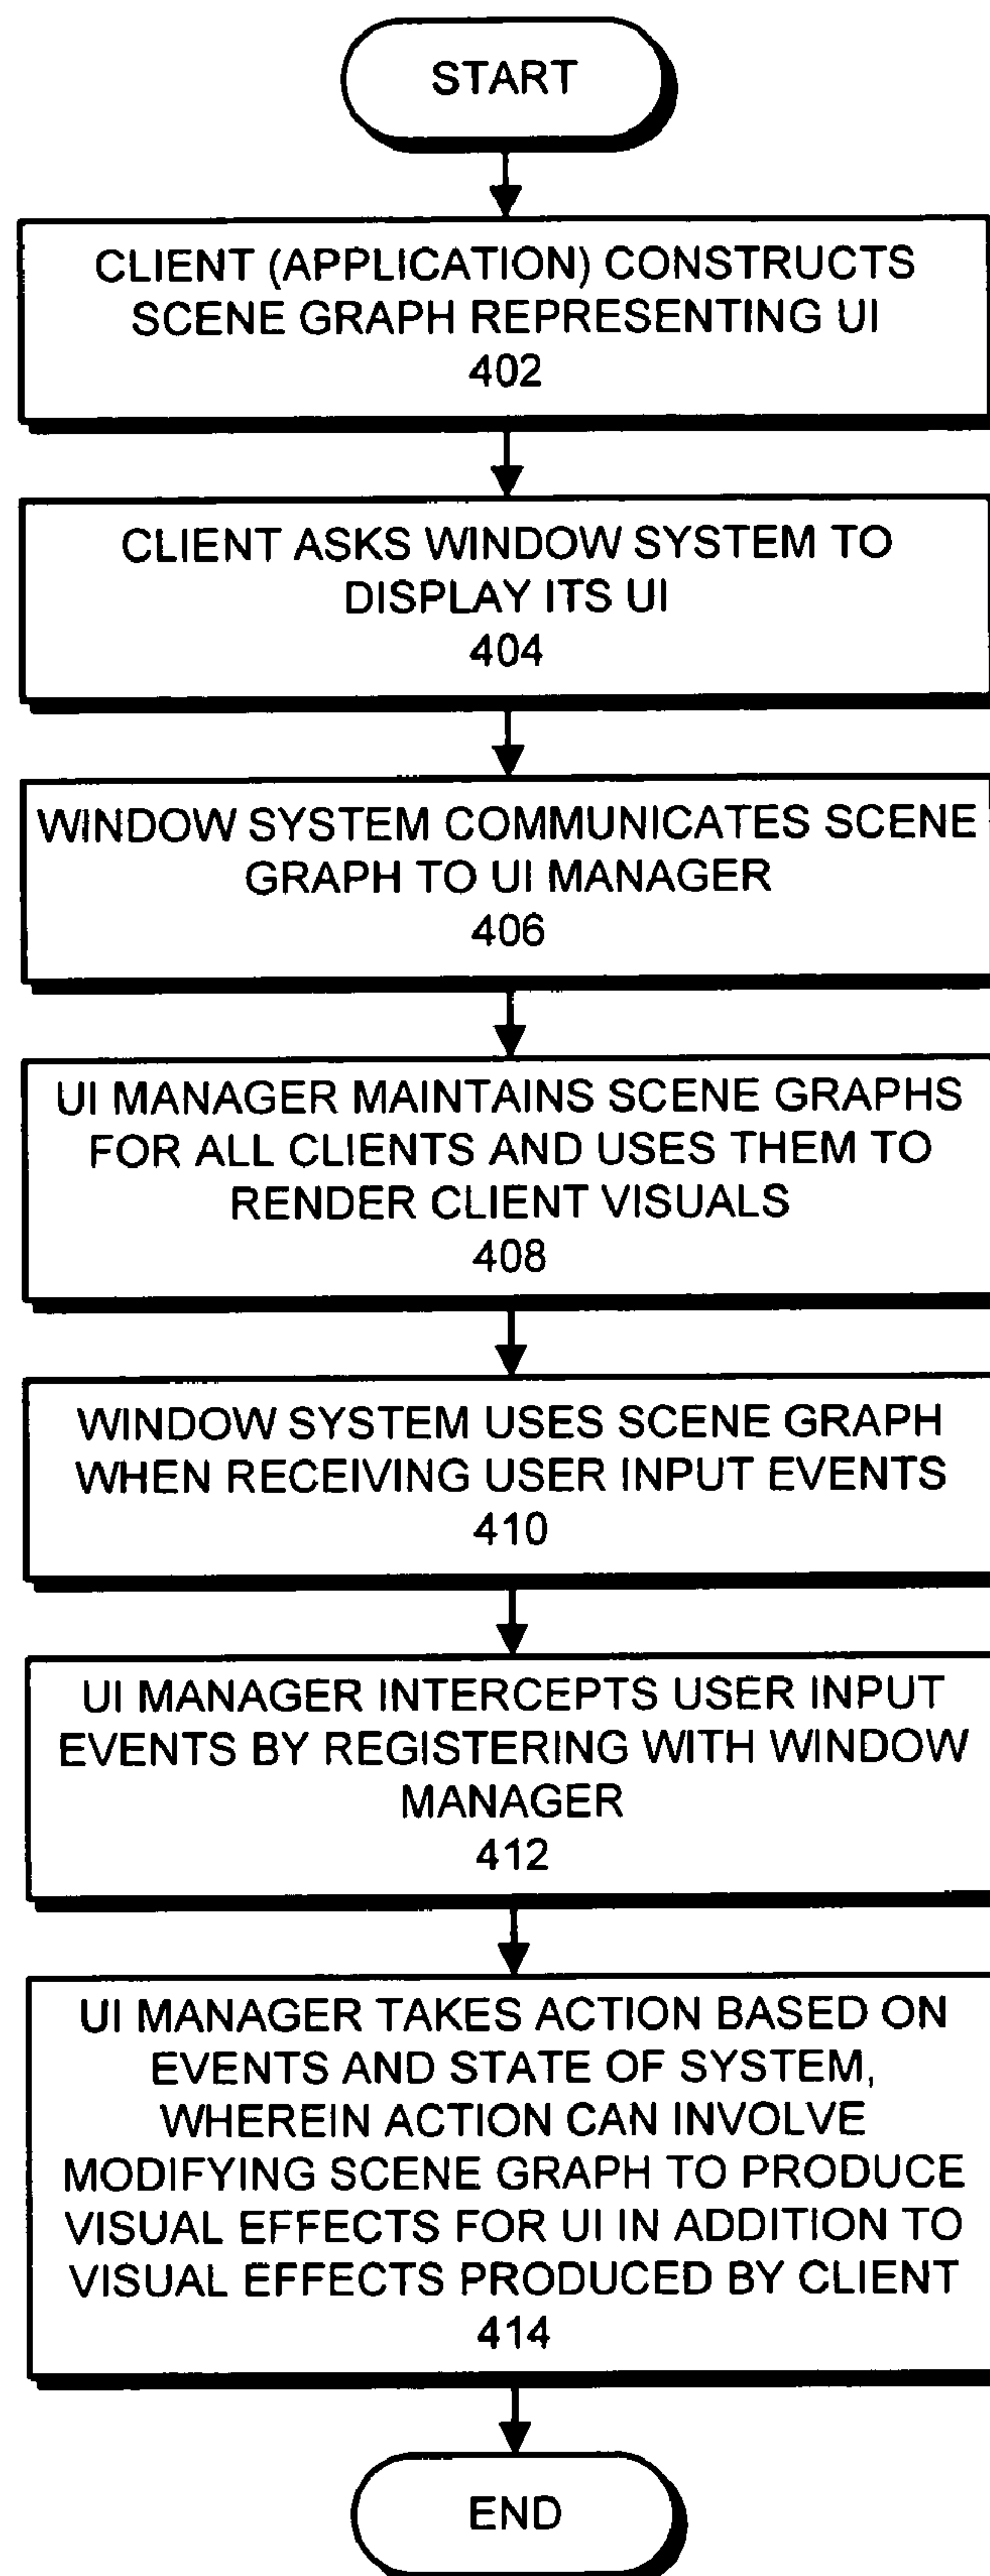 START
CLIENT (APPLICATION) CONSTRUCTS
SCENE GRAPH REPRESENTING UI
402
CLIENT ASKS WINDOW SYSTEM TO
DISPLAY ITS UI
404
WINDOW SYSTEM COMMUNICATES SCENE
GRAPH TO UI MANAGER
406
UI MANAGER MAINTAINS SCENE GRAPHS
FOR ALL CLIENTS AND USES THEM TO
RENDER CLIENT VISUALS
408
WINDOW SYSTEM USES SCENE GRAPH
WHEN RECEIVING USER INPUT EVENTS
410
UI MANAGER INTERCEPTS USER INPUT
EVENTS BY REGISTERING WITH WINDOW
MANAGER
412
UI MANAGER TAKES ACTION BASED ON
EVENTS AND STATE OF SYSTEM,
WHEREIN ACTION CAN INVOLVE
MODIFYING SCENE GRAPH TO PRODUCE
VISUAL EFFECTS FOR UI IN ADDITION TO
VISUAL EFFECTS PRODUCED BY CLIENT
414
END